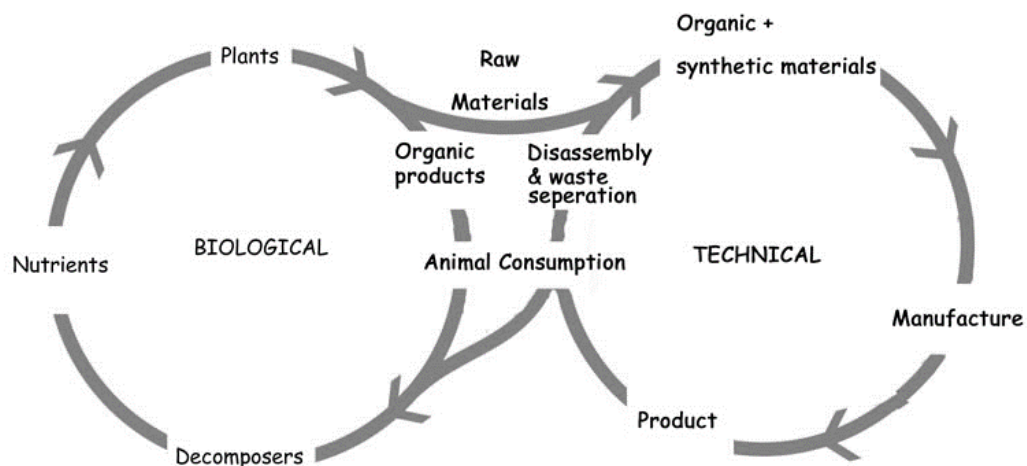 Plants
Raw
Materials
Organic +
synthetic materials
Organic
products
Disassembly
& waste
seperation
Nutrients
BIOLOGICAL
Animal Consumption
TECHNICAL
Manufacture
Product
Decomposers